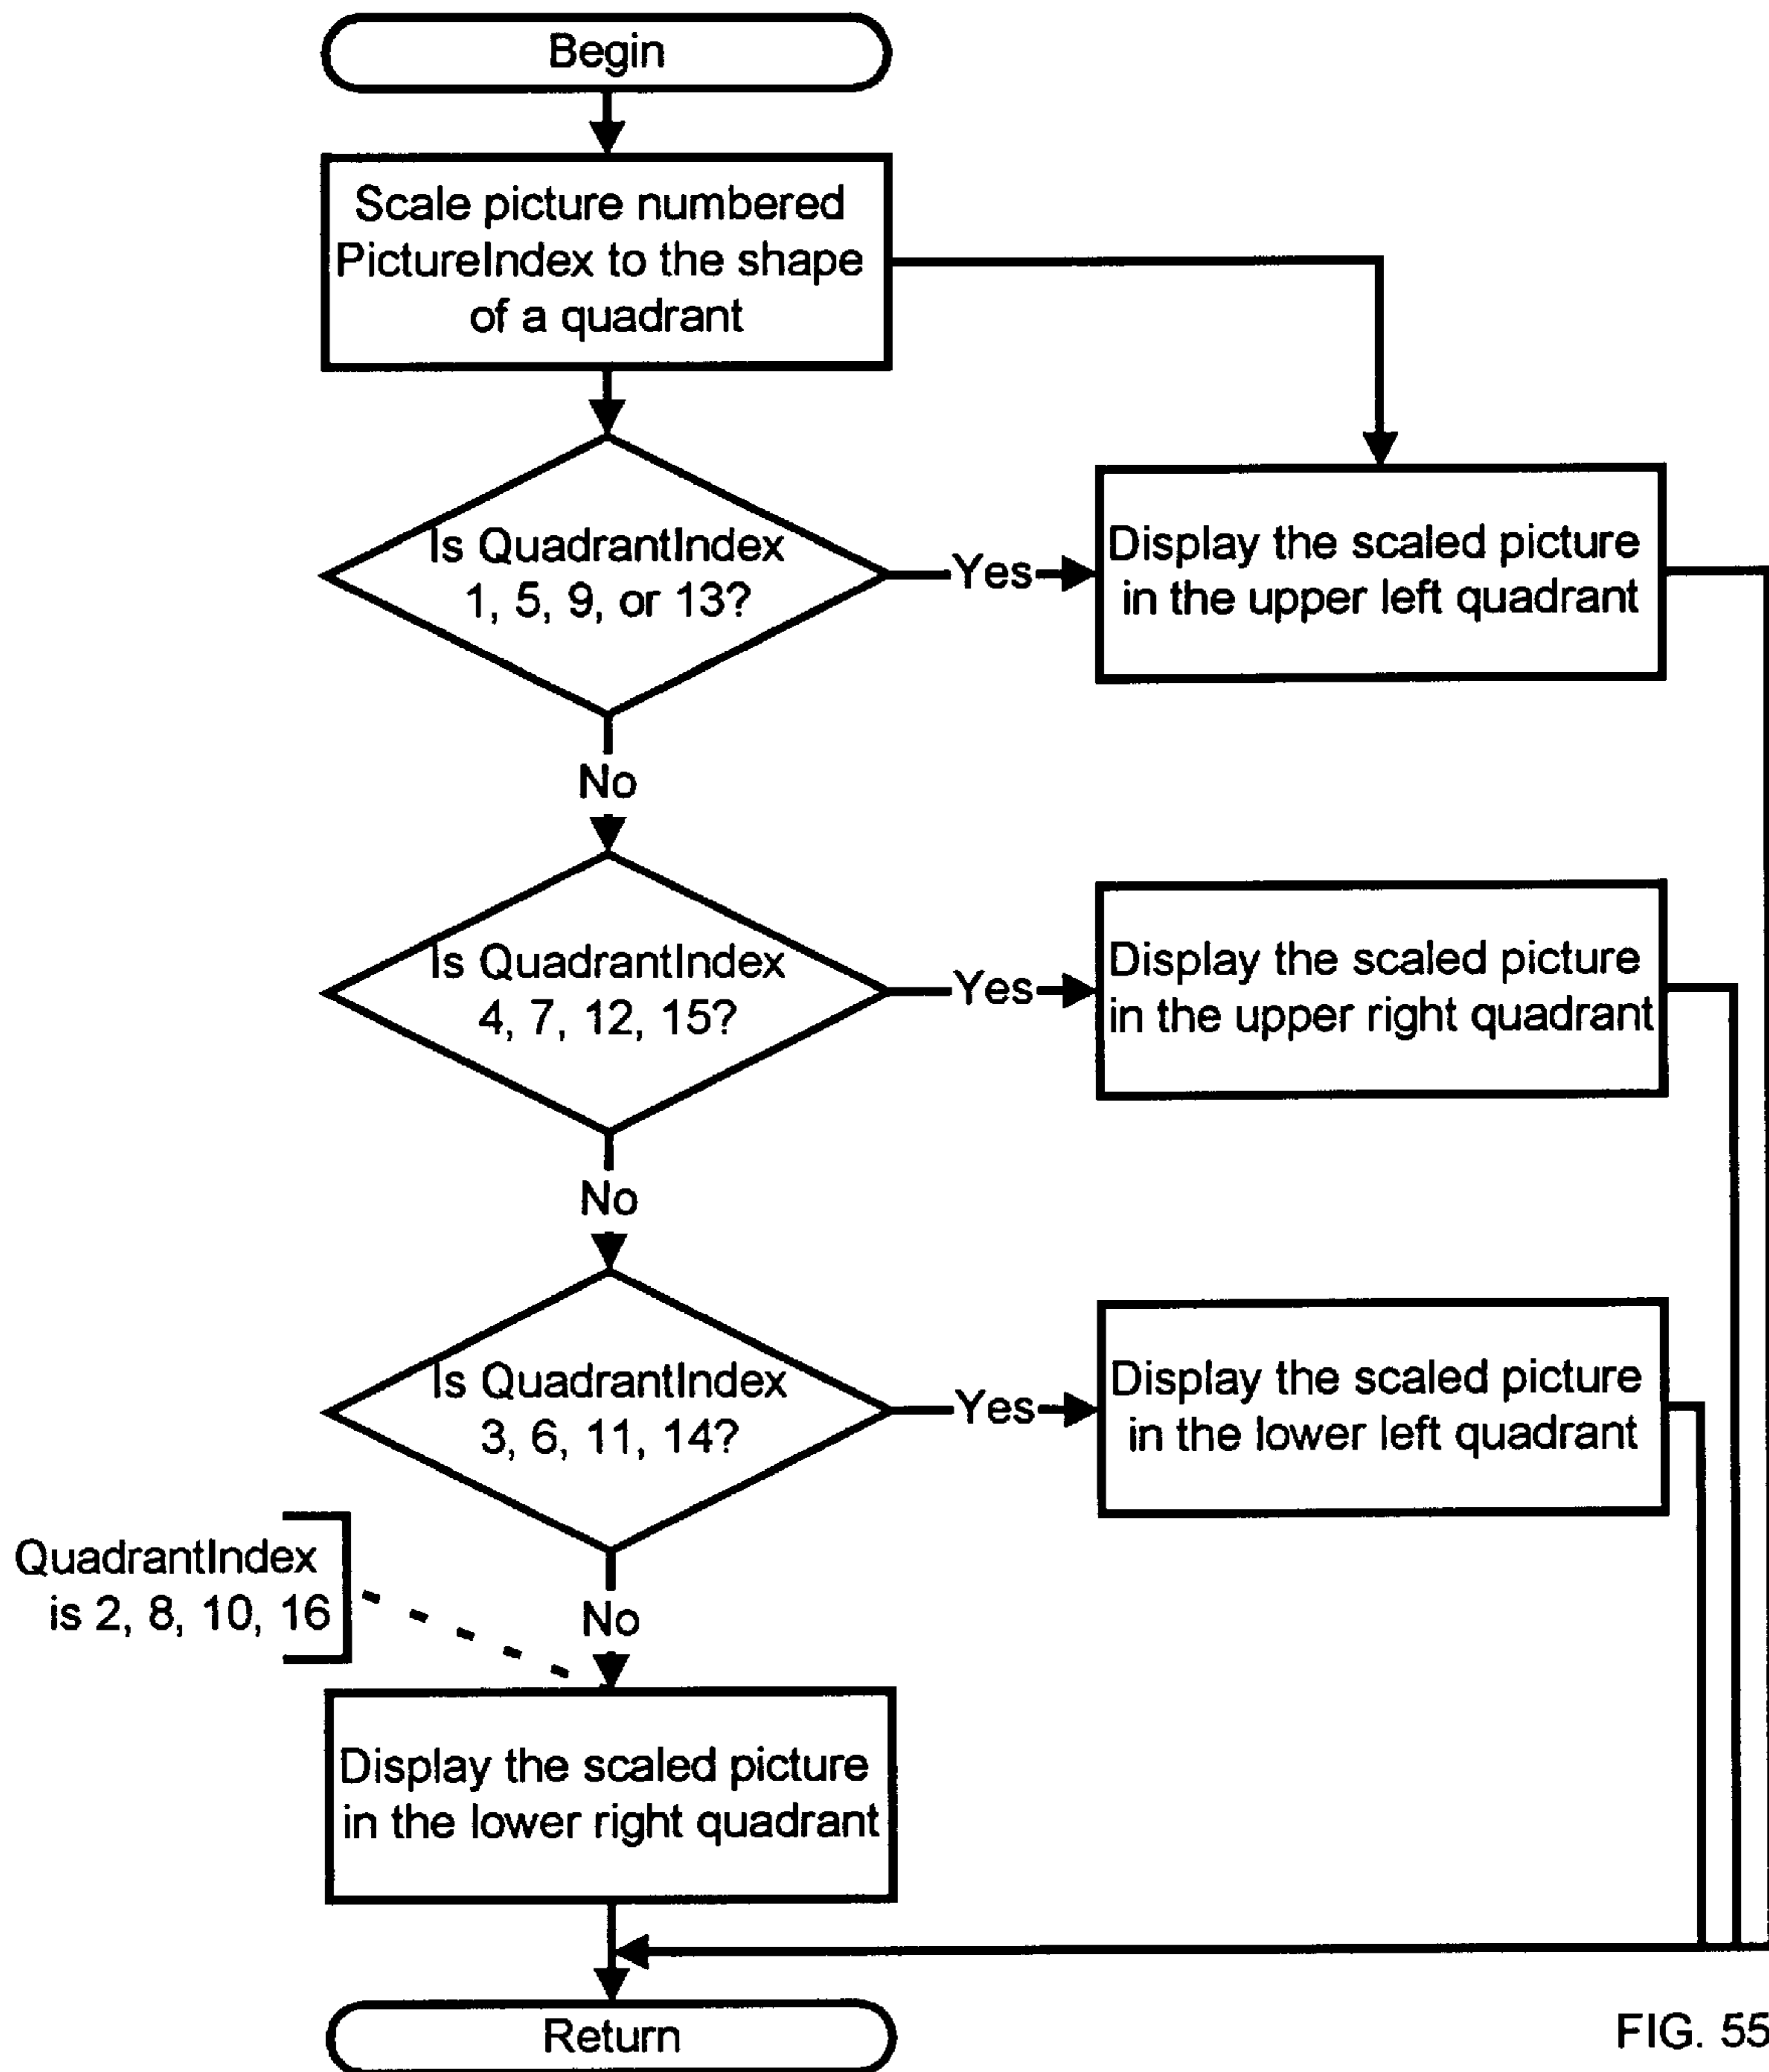 Begin
Scale picture numbered
PictureIndex to the shape
of a quadrant
Is QuadrantIndex
1, 5, 9, or 13?
Yes
Display the scaled picture
in the upper left quadrant
No
Is QuadrantIndex
4, 7, 12, 15?
Yes
Display the scaled picture
in the upper right quadrant
No
Is QuadrantIndex
3, 6, 11, 14?
Yes
Display the scaled picture
in the lower left quadrant
QuadrantIndex
is 2, 8, 10, 16
No
Display the scaled picture
in the lower right quadrant
Return
FIG. 55